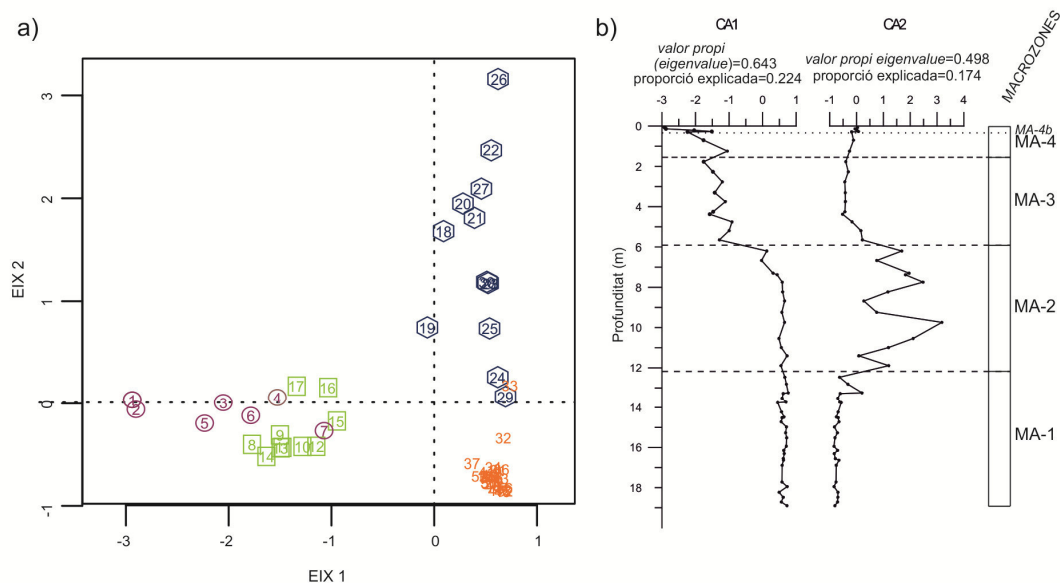 a)
EIX 2
3
2
1
0
-1
26
22
27
20
21
18
19
25
24
33
29
17
16
1
2
3
4
5
6
7
15
9
8
10
12
14
13
32
37
-3
-2
-1
0
1
EIX 1
b)
CA1
CA2
valor propi
(eigenvalue)=0.643
proporció explicada=0.224
valor propi eigenvalue=0.498
proporció explicada=0.174
MACROZONES
-3 -2 -1 0 1
-1 0 1 2 3 4
Profunditat (m)
0
2
4
6
8
10
12
14
16
18
MA-4b
MA-4
MA-3
MA-2
MA-1